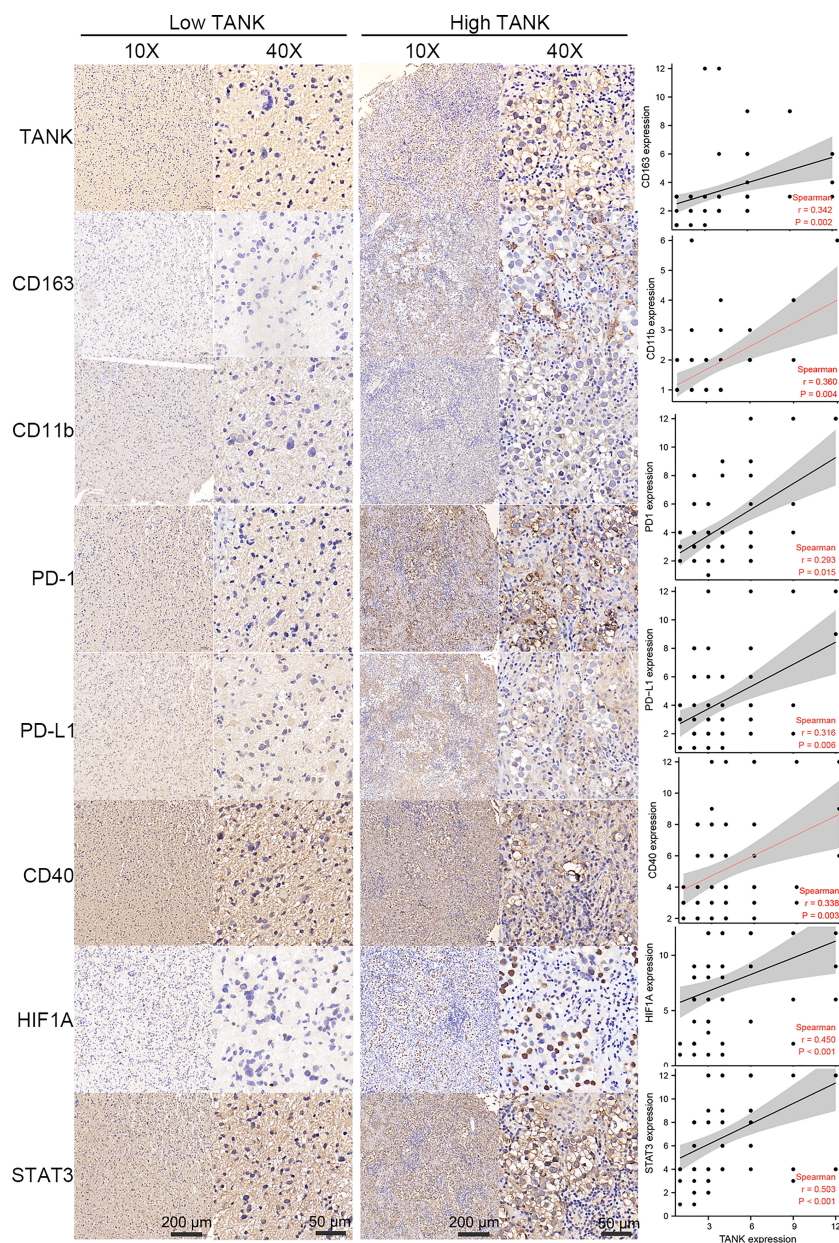 Low TANK High TANK
10X 40X 10X 40X
TANK
CD163
CD11b
PD-1
PD-L1
CD40
HIF1A
STAT3
200 μm 50 μm 200 μm 50 μm
CD163 expression
12
10
8
6
4
2
Spearman
r = 0.342
P = 0.002
CD11b expression
6
5
4
3
2
1
Spearman
r = 0.360
P = 0.004
PD1 expression
12
10
8
6
4
2
Spearman
r = 0.293
P = 0.015
PD-L1 expression
12
10
8
6
4
2
Spearman
r = 0.316
P = 0.006
CD40 expression
12
10
8
6
4
2
Spearman
r = 0.338
P = 0.003
HIF1A expression
10
5
0
Spearman
r = 0.450
P < 0.001
STAT3 expression
12
10
8
6
4
2
0
Spearman
r = 0.503
P < 0.001
3 6 9 12
TANK expression